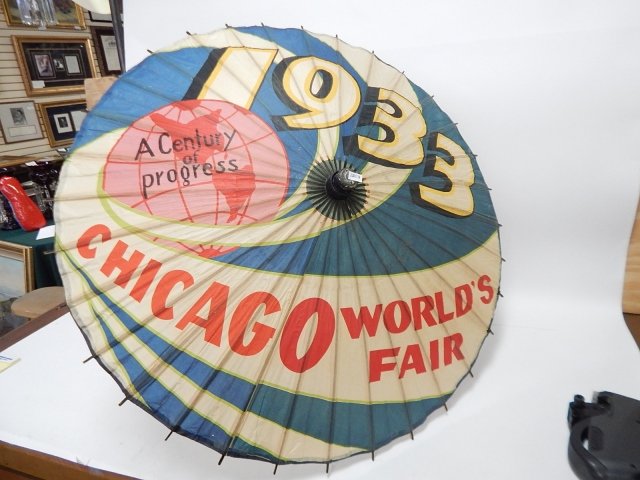 1933
A Century
of
progress
CHICAGO WORLD'S
FAIR